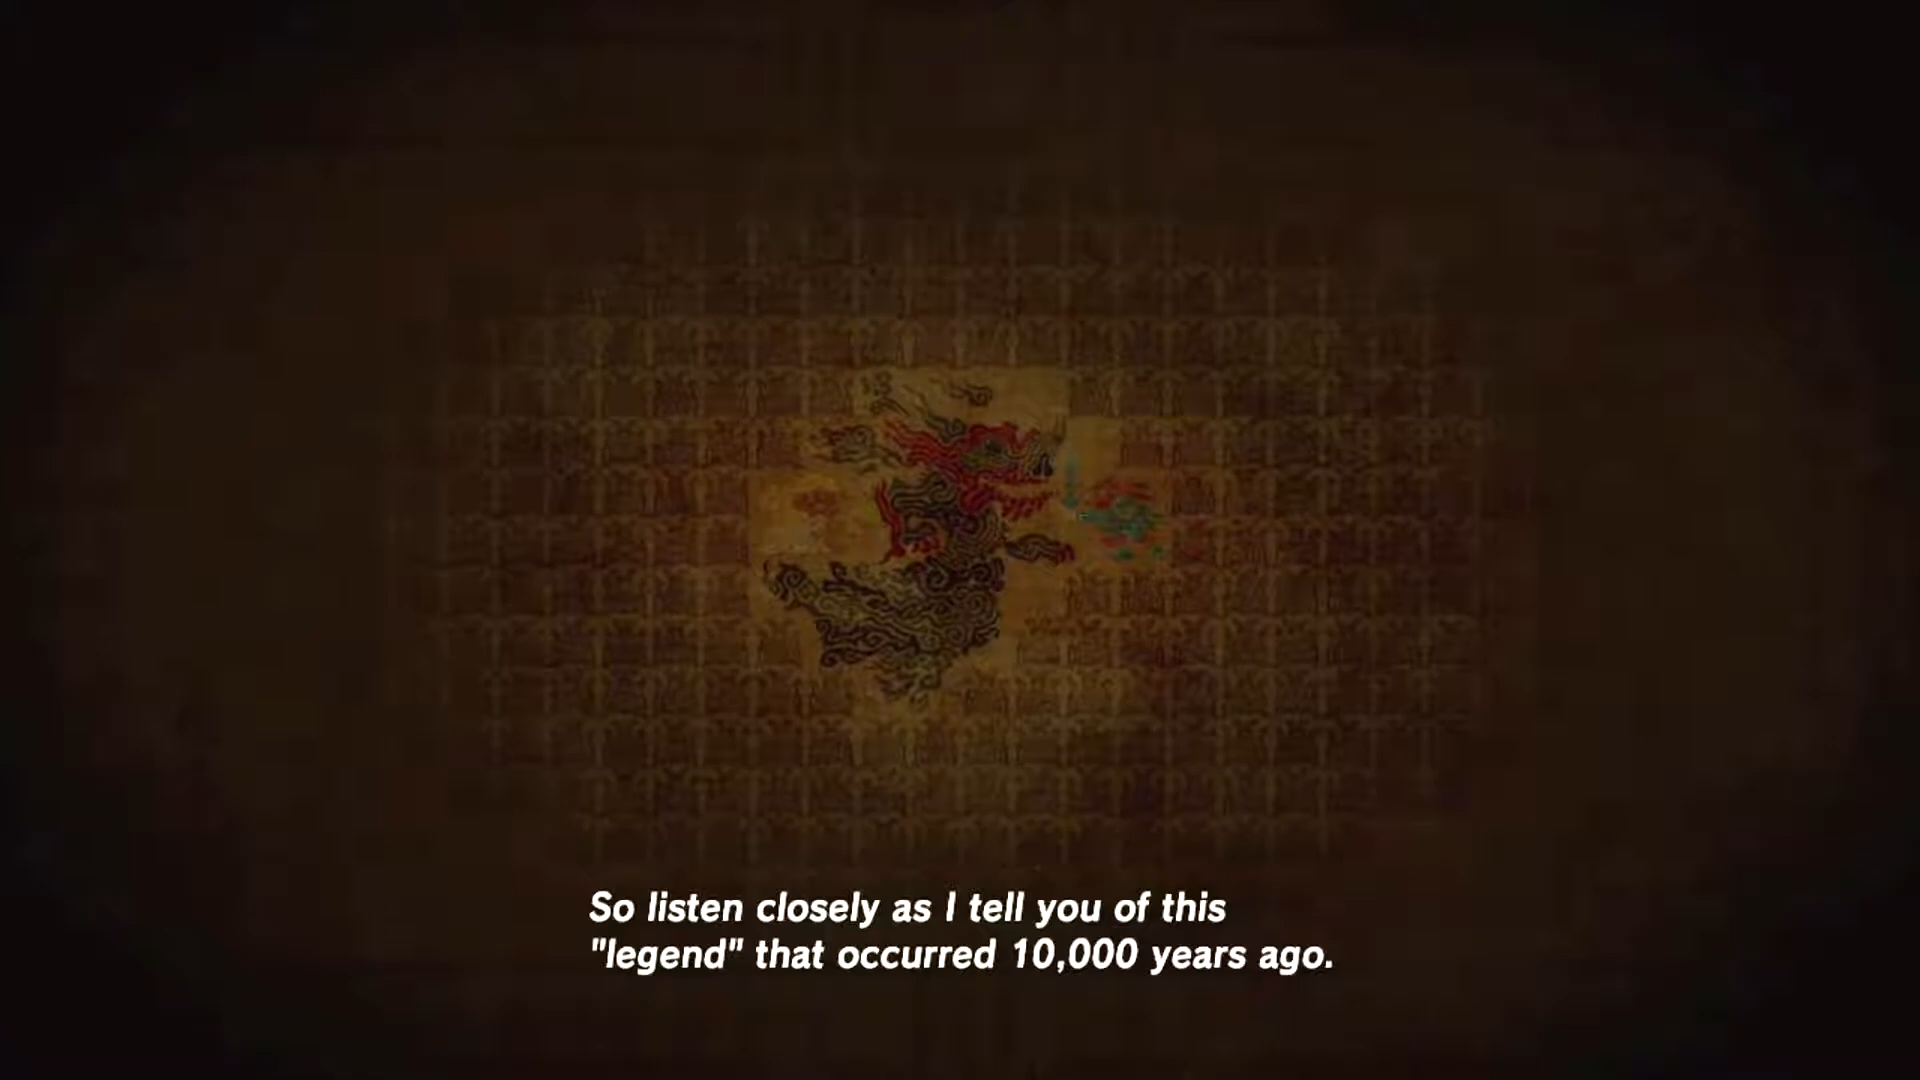 So listen closely as I tell you of this
"legend" that occurred 10,000 years ago.